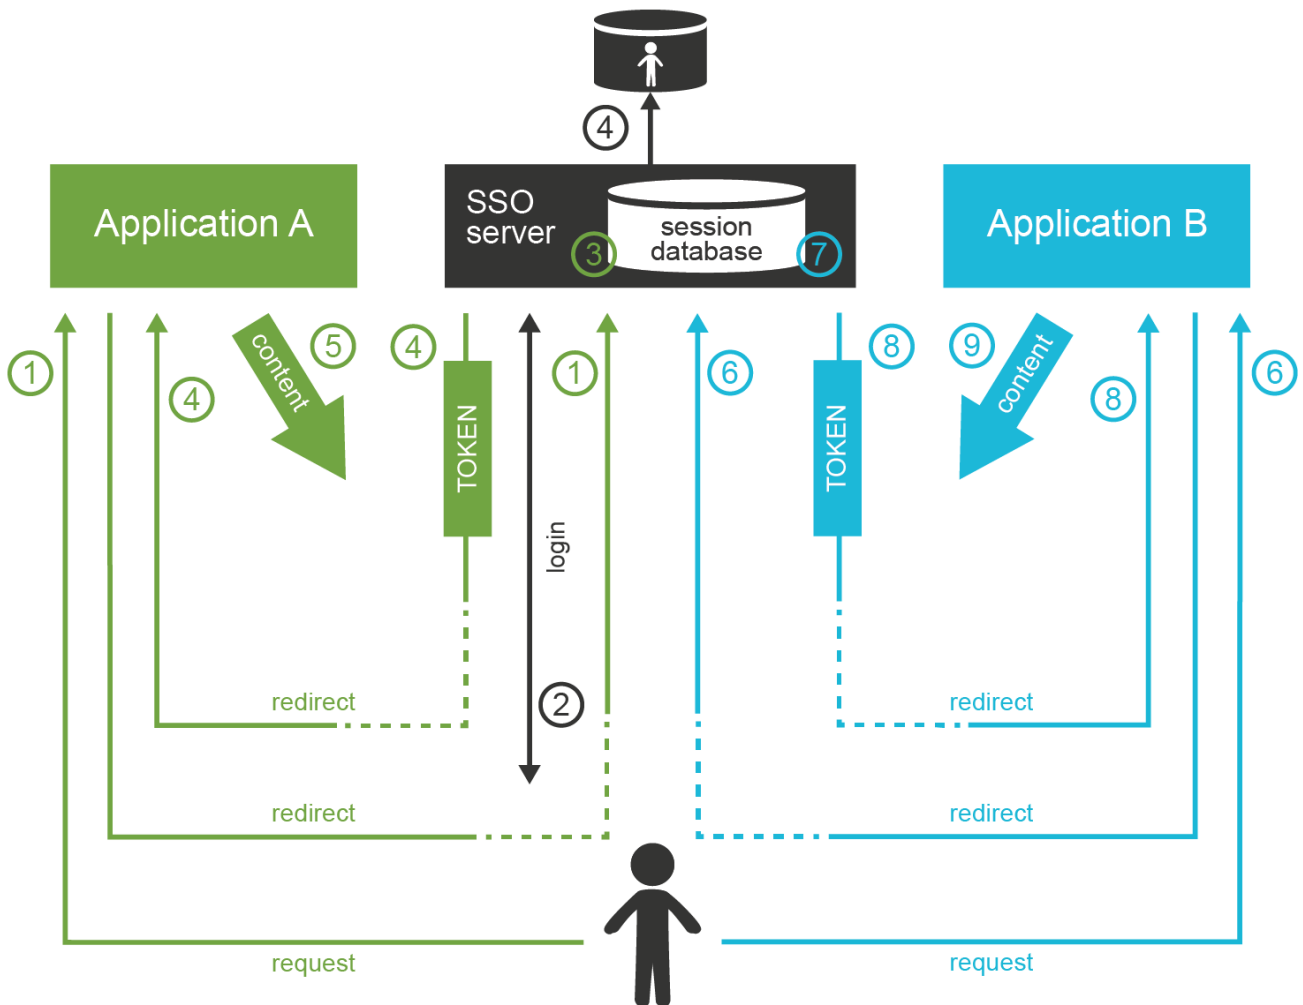 4
Application A
SSO
server
session
database
3
7
Application B
1
4
content
5
4
TOKEN
login
2
1
6
8
TOKEN
9
content
8
6
redirect
redirect
redirect
redirect
request
request